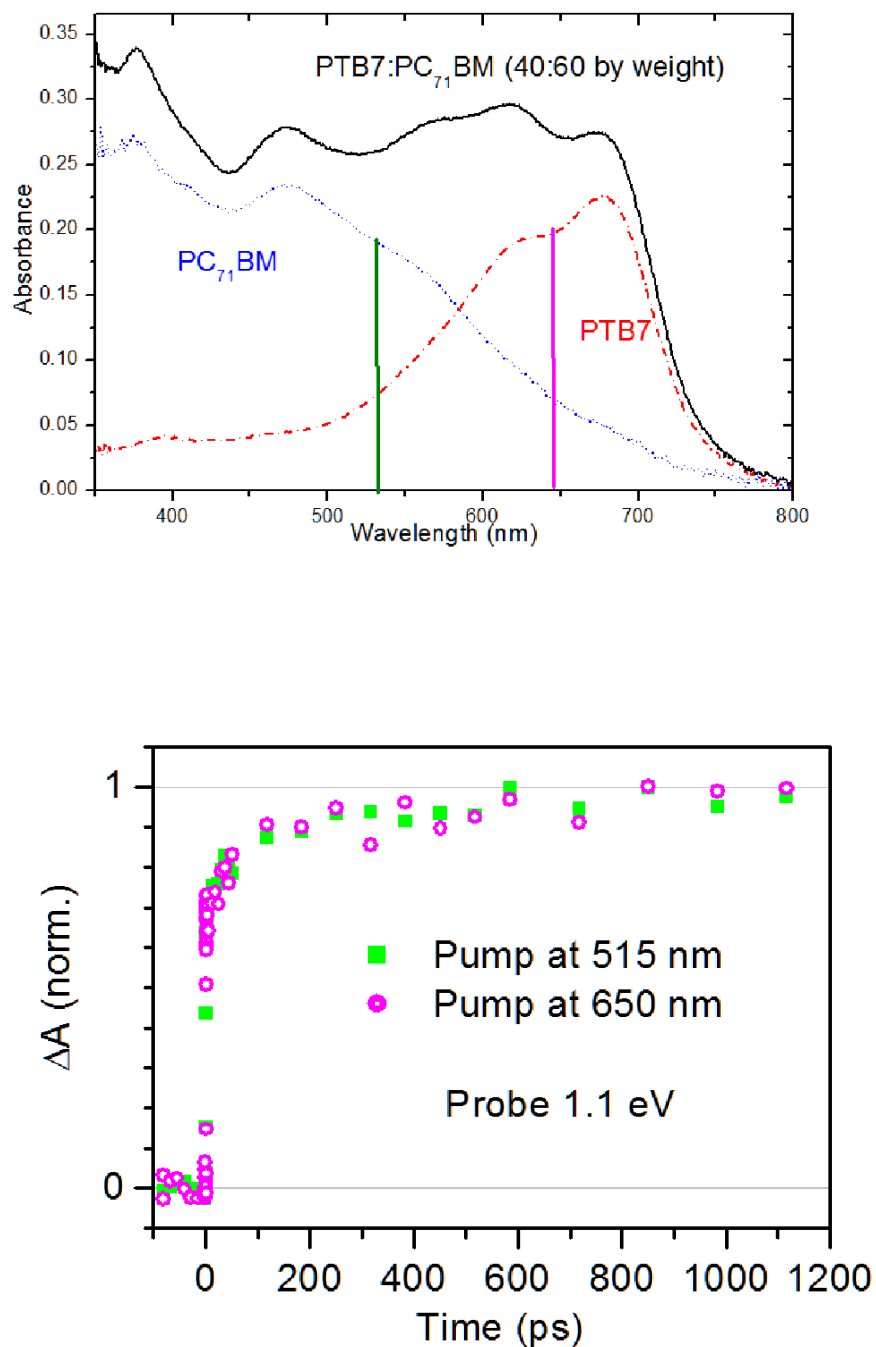 0.35
0.30
0.25
0.20
0.15
0.10
0.05
0.00
Absorbance
PTB7:PC₇₁BM (40:60 by weight)
PC₇₁BM
PTB7
400 500 600 700 800
Wavelength (nm)
1
0
ΔA (norm.)
Pump at 515 nm
Pump at 650 nm
Probe 1.1 eV
0 200 400 600 800 1000 1200
Time (ps)